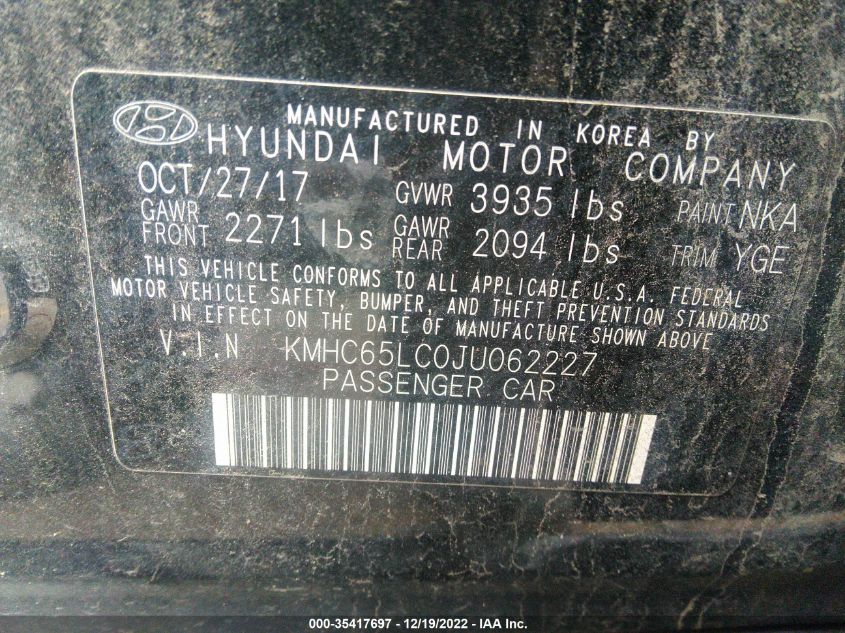 MANUFACTURED IN KOREA BY
HYUNDAI MOTOR COMPANY
OCT/27/17 GVWR 3935 lbs PAINT NKA
GAWR FRONT 2271 lbs GAWR REAR 2094 lbs TRIM YGE
THIS VEHICLE CONFORMS TO ALL APPLICABLE U.S.A. FEDERAL
MOTOR VEHICLE SAFETY, BUMPER, AND THEFT PREVENTION STANDARDS
IN EFFECT ON THE DATE OF MANUFACTURE SHOWN ABOVE
V.I.N KMHC65LC0JU062227
PASSENGER CAR
000-35417697 - 12/19/2022 - IAA Inc.